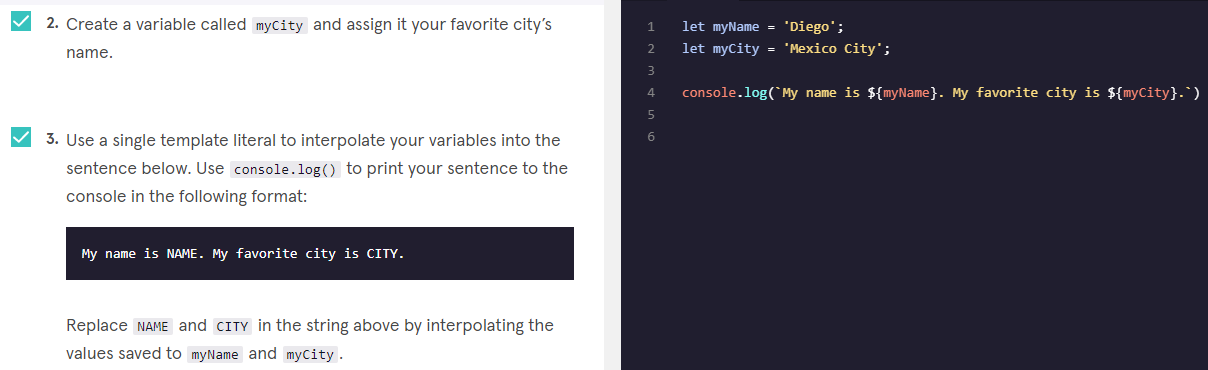 2. Create a variable called myCity and assign it your favorite city’s
name.
3. Use a single template literal to interpolate your variables into the
sentence below. Use console.log() to print your sentence to the
console in the following format:
My name is NAME. My favorite city is CITY.
Replace NAME and CITY in the string above by interpolating the
values saved to myName and myCity.
1 let myName = 'Diego';
2 let myCity = 'Mexico City';
3
4 console.log(`My name is ${myName}. My favorite city is ${myCity}.`)
5
6